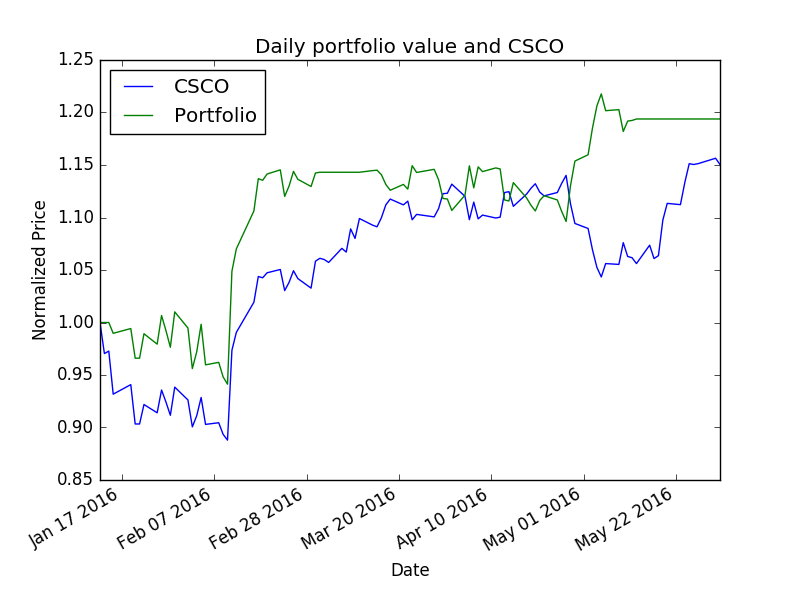 Daily portfolio value and CSCO
CSCO
Portfolio
1.25
1.20
1.15
1.10
1.05
1.00
0.95
0.90
0.85
Normalized Price
Jan 17 2016
Feb 07 2016
Feb 28 2016
Mar 20 2016
Apr 10 2016
May 01 2016
May 22 2016
Date